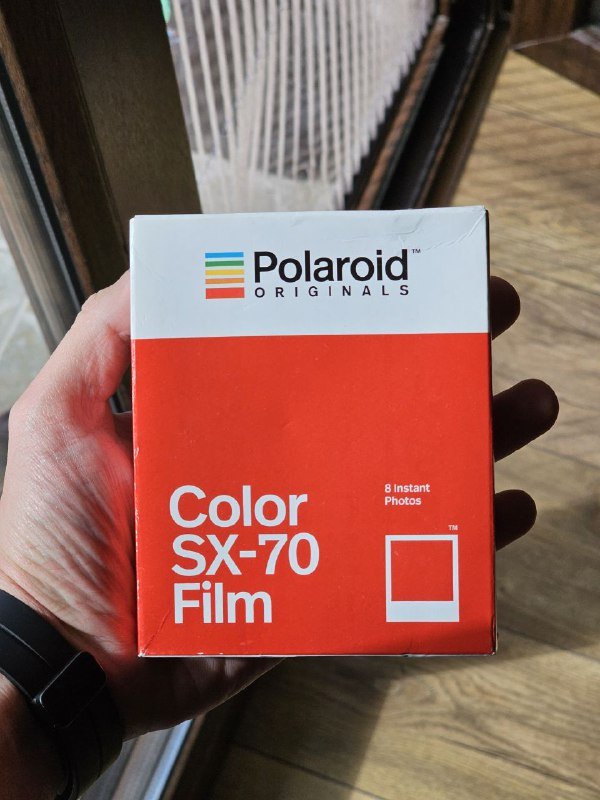 Polaroid™
ORIGINALS
8 Instant
Photos
Color
SX-70
Film
™